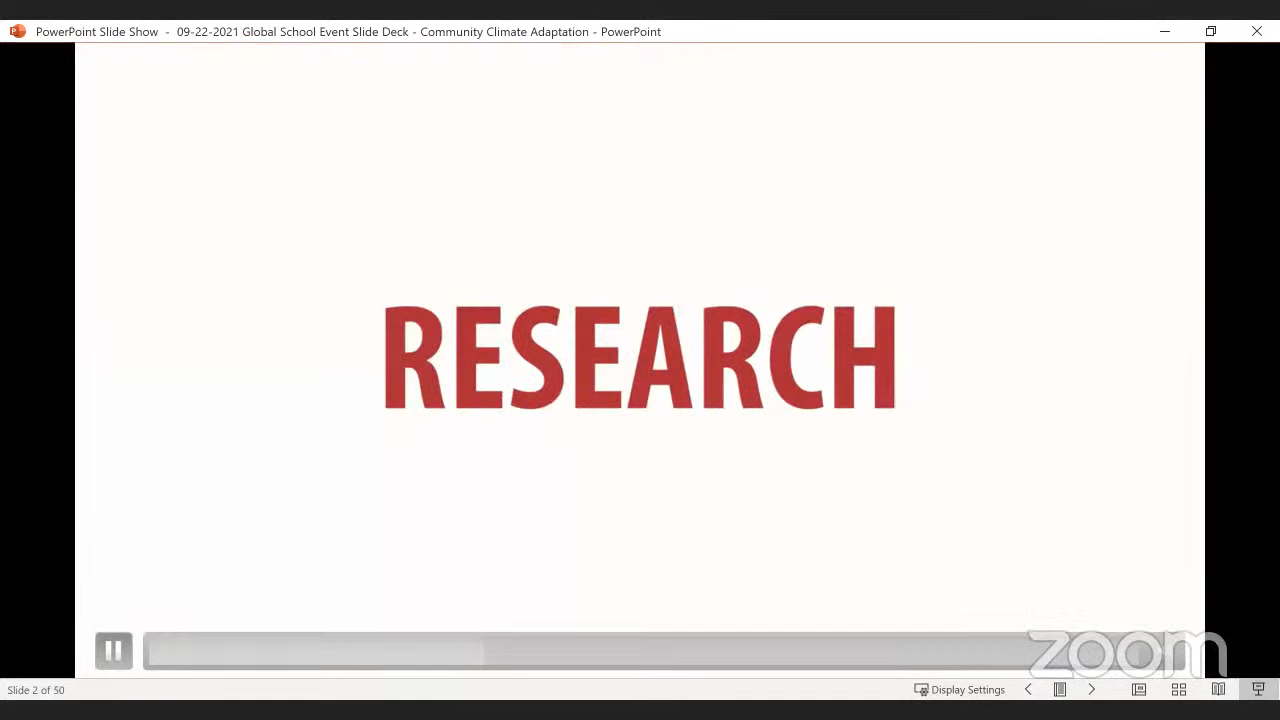 PowerPoint Slide Show - 09-22-2021 Global School Event Slide Deck - Community Climate Adaptation - PowerPoint
RESEARCH
zoom
Slide 2 of 50
Display Settings